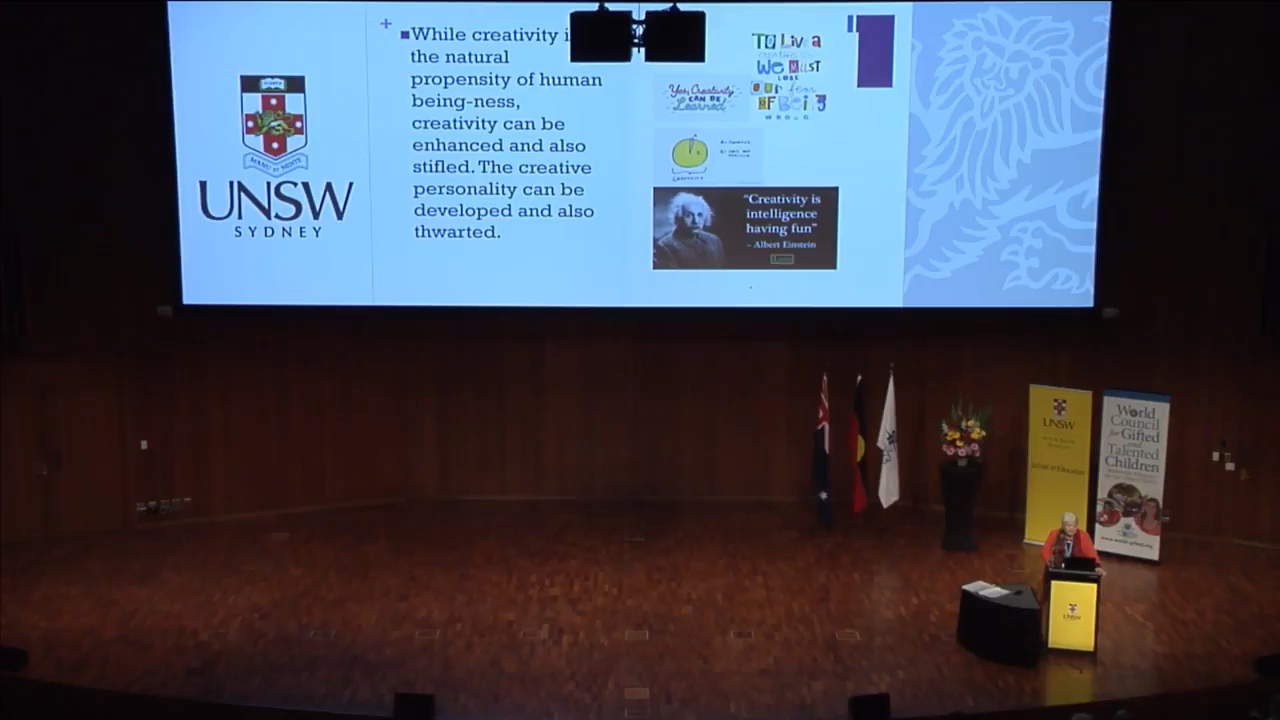 MANU ET MENTE
UNSW
SYDNEY
While creativity
the natural
propensity of human
being-ness,
creativity can be
enhanced and also
stifled. The creative
personality can be
developed and also
thwarted.
TO Live a
We MUST
LOSE
OUR fear
OF BeiNg
WRONG
Yes, Creativity
CAN BE
Learned
"Creativity is
intelligence
having fun"
– Albert Einstein
UNSW
World
Council
for Gifted
and
Talented
Children
UNSW